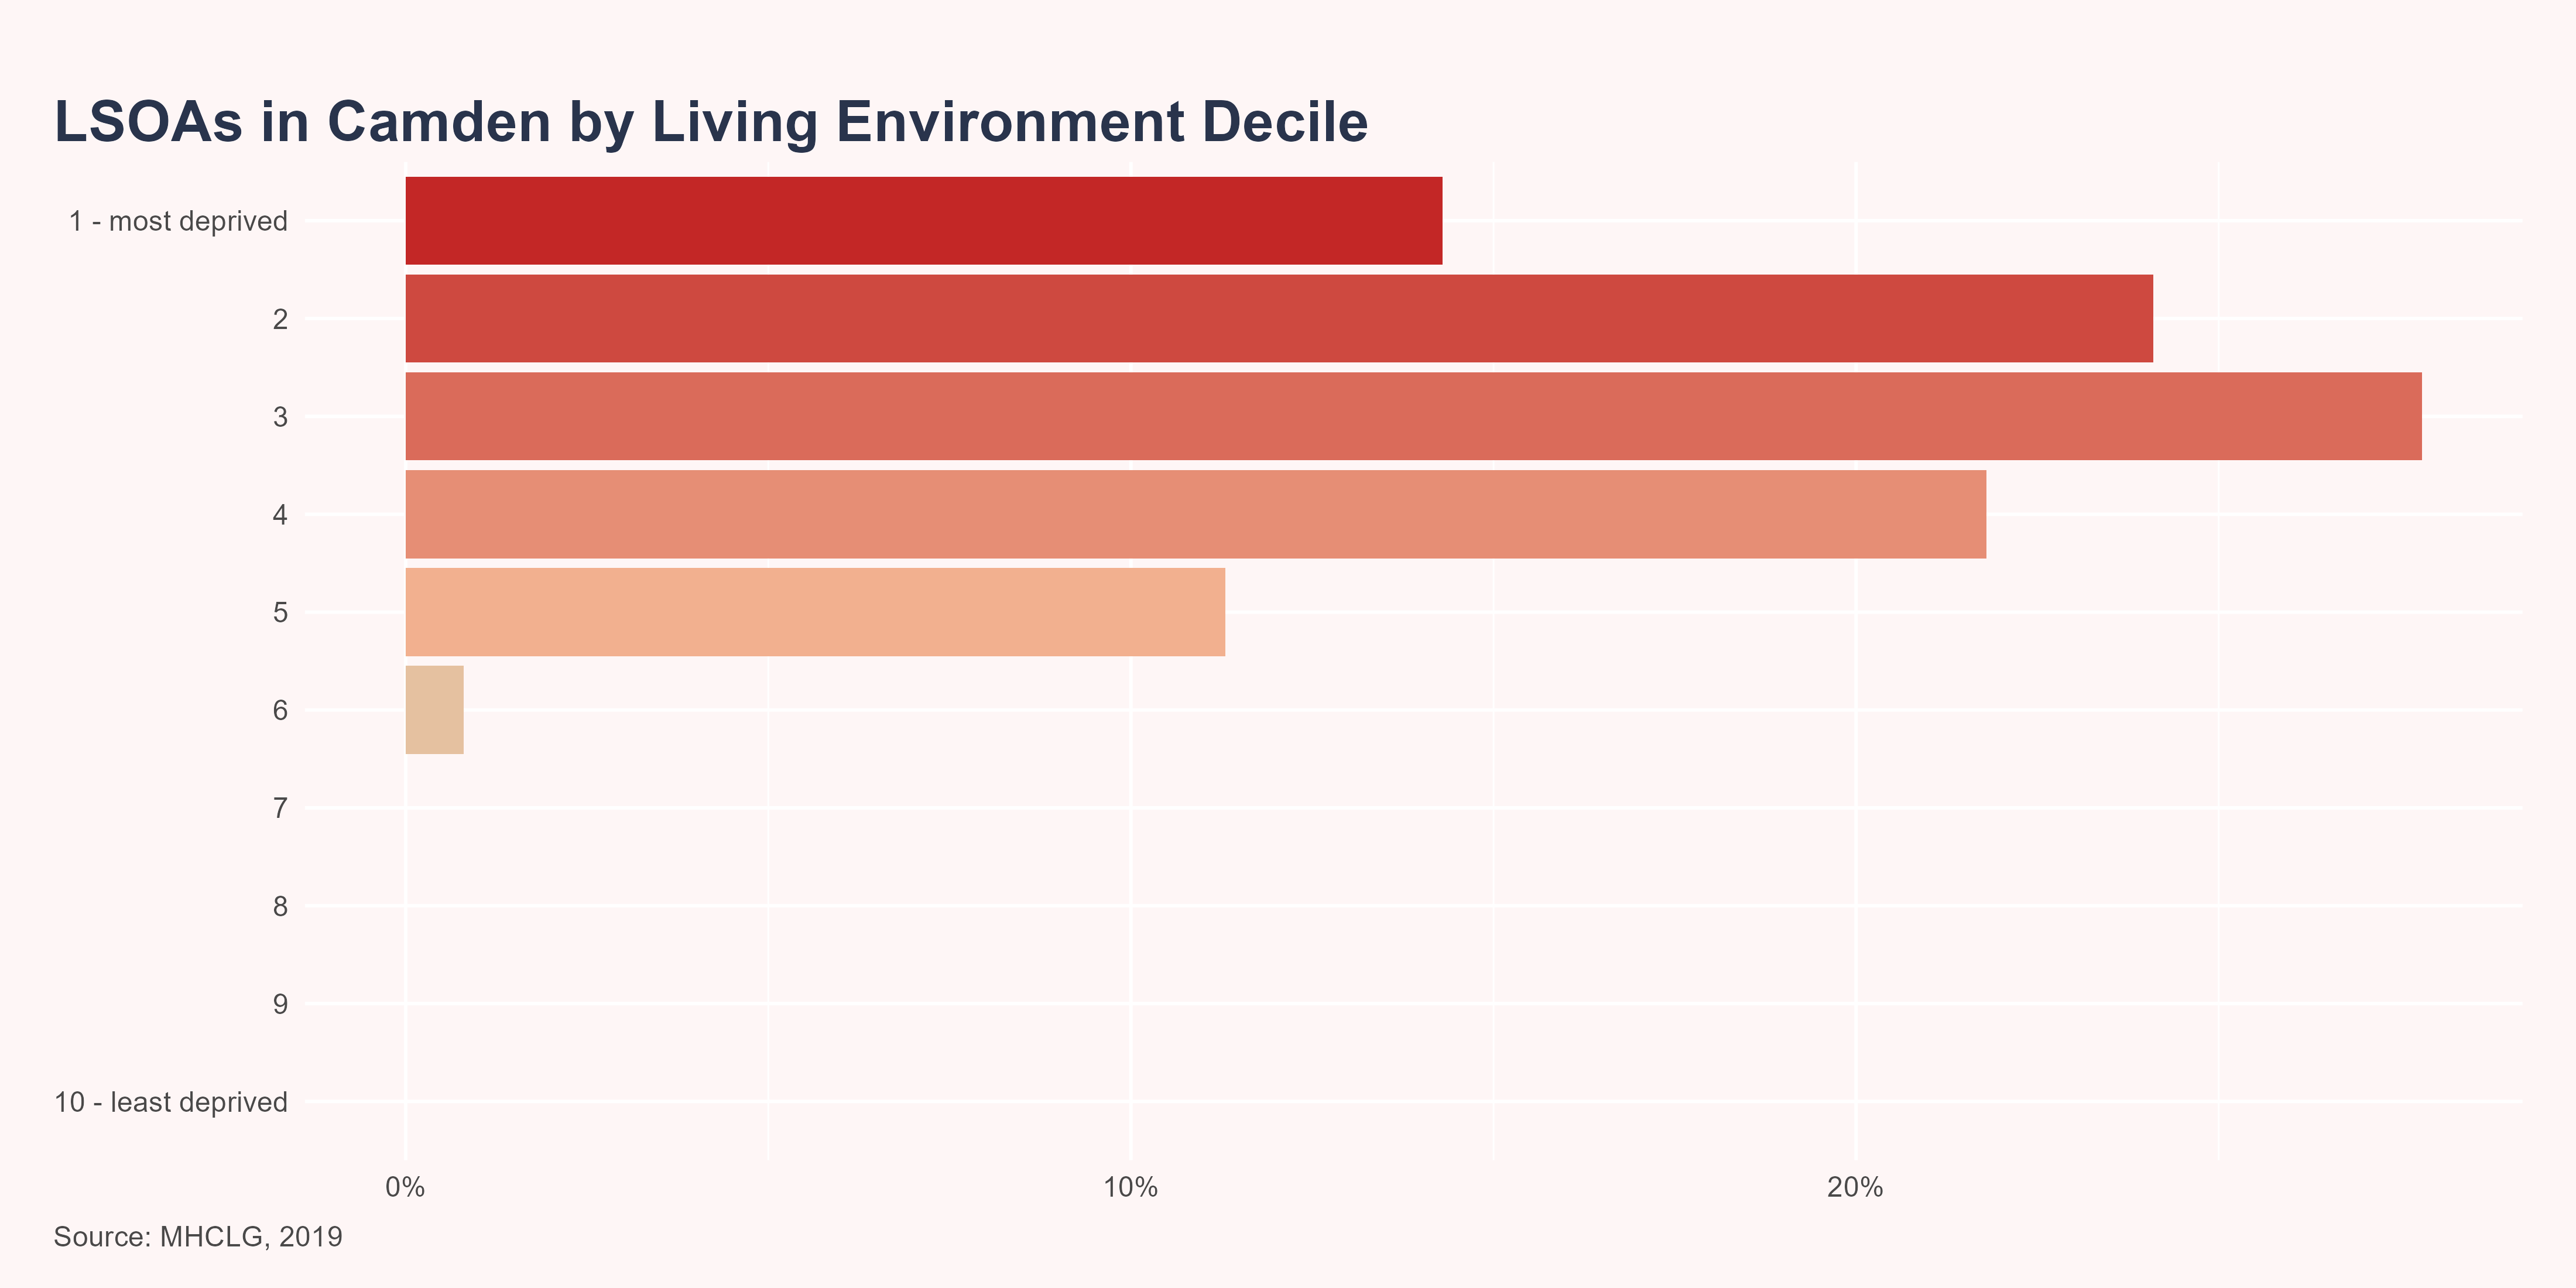 LSOAs in Camden by Living Environment Decile
1 - most deprived
2
3
4
5
6
7
8
9
10 - least deprived
0% 10% 20%
Source: MHCLG, 2019